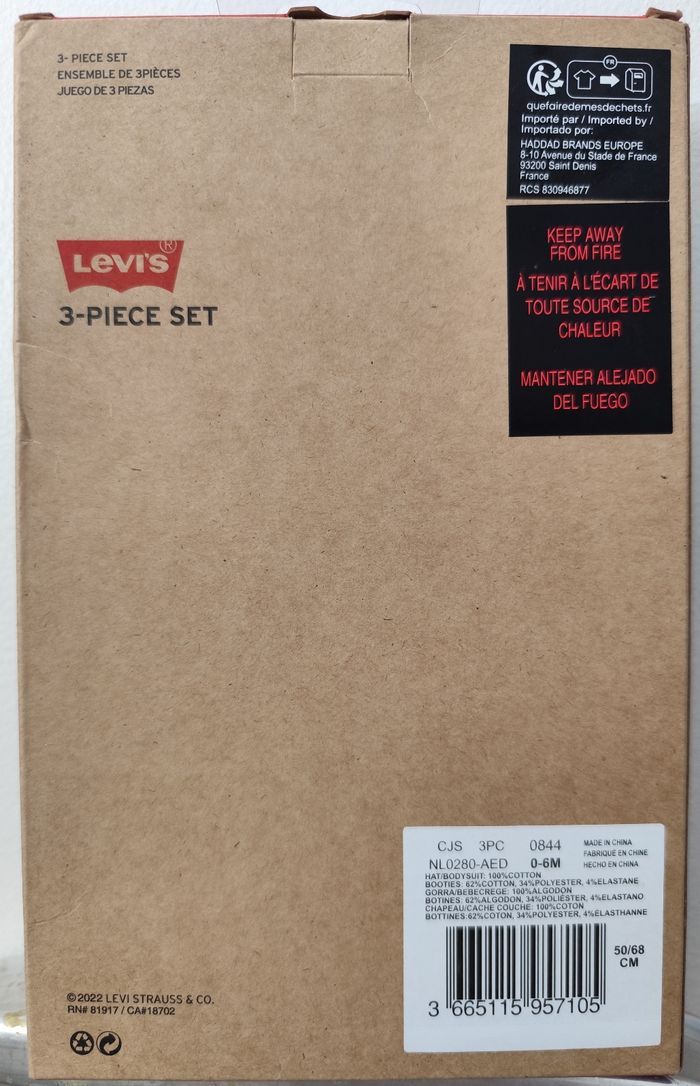 3- PIECE SET
ENSEMBLE DE 3PIÈCES
JUEGO DE 3 PIEZAS
LEVI'S®
3-PIECE SET
FR
quefairedemesdechets.fr
Importé par / Imported by /
Importado por:
HADDAD BRANDS EUROPE
8-10 Avenue du Stade de France
93200 Saint Denis
France
RCS 830946877
KEEP AWAY
FROM FIRE
À TENIR À L'ÉCART DE
TOUTE SOURCE DE
CHALEUR
MANTENER ALEJADO
DEL FUEGO
CJS 3PC 0844 MADE IN CHINA
FABRIQUÉ EN CHINE
NL0280-AED 0-6M HECHO EN CHINA
HAT/BODYSUIT: 100%COTTON
BOOTIES: 62%COTTON, 34%POLYESTER, 4%ELASTANE
GORRA/BEBECREGE: 100%ALGODON
BOTINES: 62%ALGODON, 34%POLIÉSTER, 4%ELASTANO
CHAPEAU/CACHE COUCHE: 100%COTON
BOTTINES:62%COTON, 34%POLYESTER, 4%ELASTHANNE
50/68
CM
3 665115 957105
©2022 LEVI STRAUSS & CO.
RN# 81917 / CA#18702